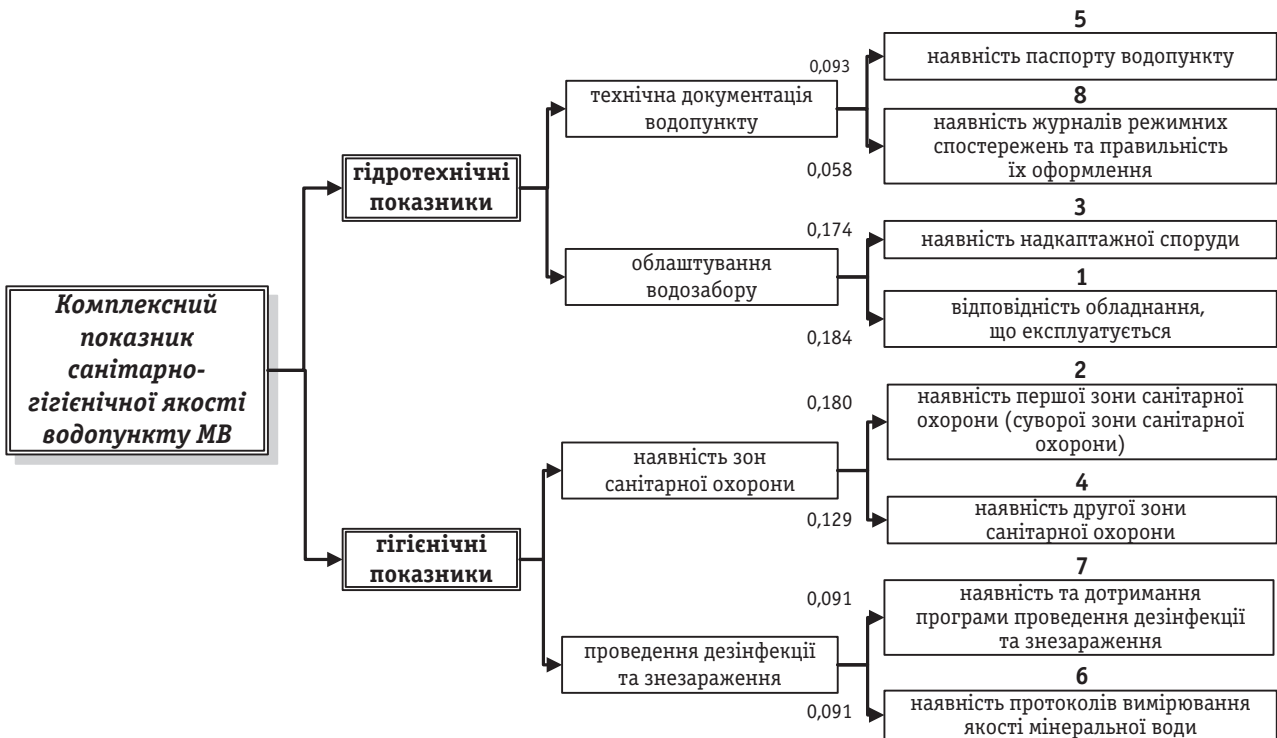 Комплексний
показник
санітарно-
гігієнічної якості
водопункту МВ
гідротехнічні
показники
технічна документація
водопункту
0,093
5
наявність паспорту водопункту
0,058
8
наявність журналів режимних
спостережень та правильність
їх оформлення
облаштування
водозабору
0,174
3
наявність надкаптажної споруди
0,184
1
відповідність обладнання,
що експлуатується
гігієнічні
показники
наявність зон
санітарної охорони
0,180
2
наявність першої зони санітарної
охорони (суворої зони санітарної
охорони)
0,129
4
наявність другої зони
санітарної охорони
проведення дезінфекції
та знезараження
0,091
7
наявність та дотримання
програми проведення дезінфекції
та знезараження
0,091
6
наявність протоколів вимірювання
якості мінеральної води